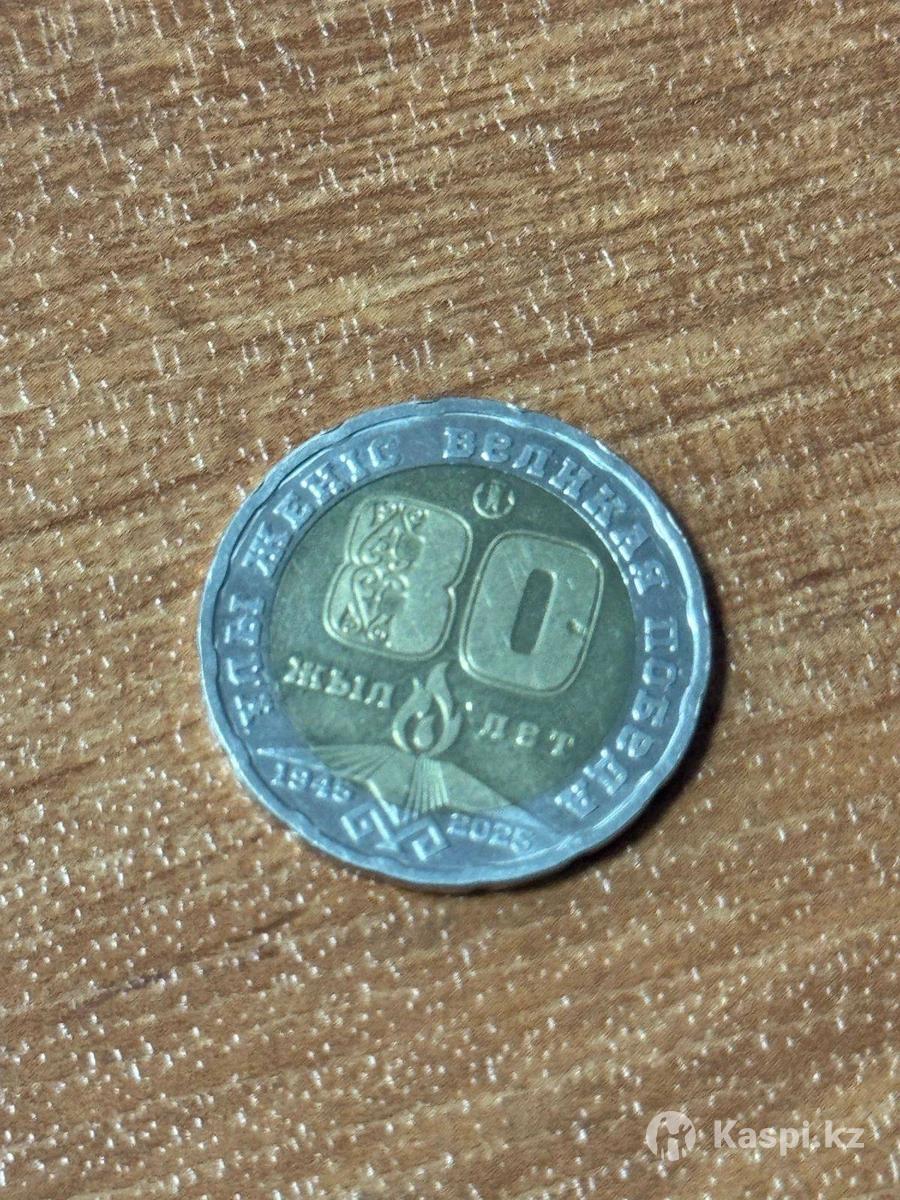 ҰЛЫ ЖЕҢІС ВЕЛИКАЯ ПОБЕДА
80
ЖЫЛ ЛЕТ
1945 2025
Kaspi.kz